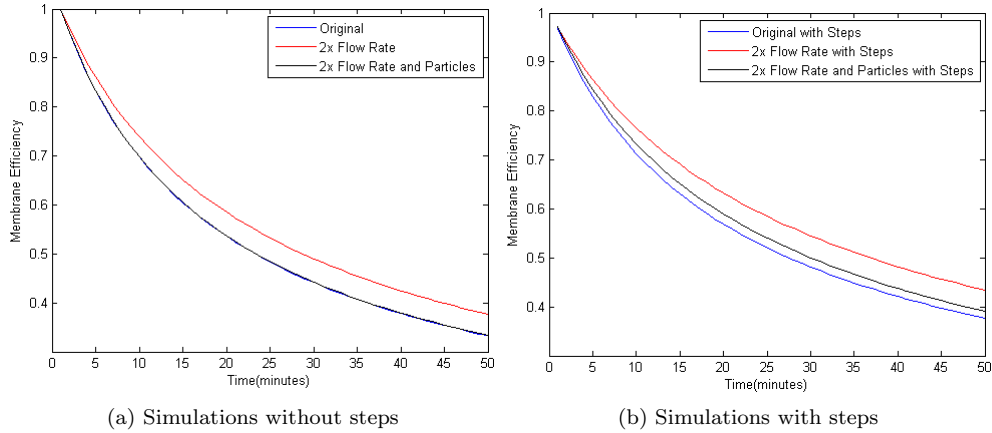 1
0.9
0.8
0.7
0.6
0.5
0.4
Membrane Efficiency
Original
2x Flow Rate
2x Flow Rate and Particles
0 5 10 15 20 25 30 35 40 45 50
Time(minutes)
(a) Simulations without steps
1
0.9
0.8
0.7
0.6
0.5
0.4
Membrane Efficiency
Original with Steps
2x Flow Rate with Steps
2x Flow Rate and Particles with Steps
0 5 10 15 20 25 30 35 40 45 50
Time(minutes)
(b) Simulations with steps